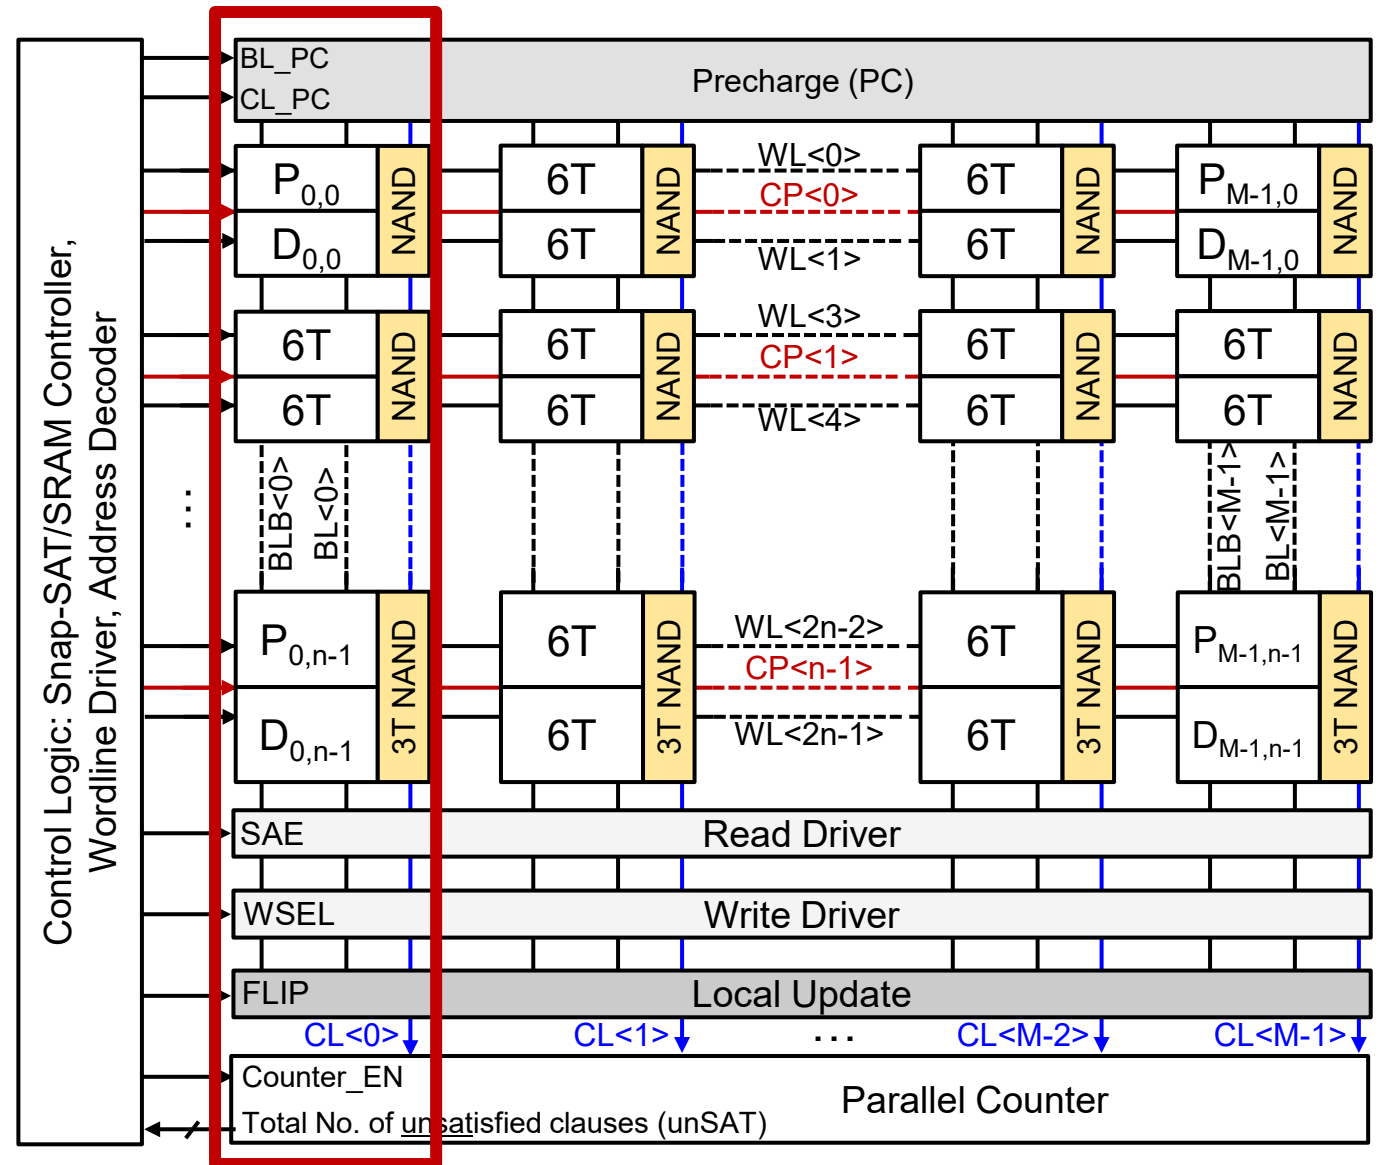 Control Logic: Snap-SAT/SRAM Controller,
Wordline Driver, Address Decoder
BL_PC
CL_PC
Precharge (PC)
P0,0
D0,0
NAND
6T
6T
NAND
WL<0>
CP<0>
WL<1>
6T
6T
NAND
PM-1,0
DM-1,0
NAND
6T
6T
NAND
6T
6T
NAND
WL<3>
CP<1>
WL<4>
6T
6T
NAND
6T
6T
NAND
...
BLB<0>
BL<0>
BLB<M-1>
BL<M-1>
P0,n-1
D0,n-1
3T NAND
6T
6T
3T NAND
WL<2n-2>
CP<n-1>
WL<2n-1>
6T
6T
3T NAND
PM-1,n-1
DM-1,n-1
3T NAND
SAE
Read Driver
WSEL
Write Driver
FLIP
Local Update
CL<0>
CL<1>
...
CL<M-2>
CL<M-1>
Counter_EN
Parallel Counter
Total No. of unsatisfied clauses (unSAT)